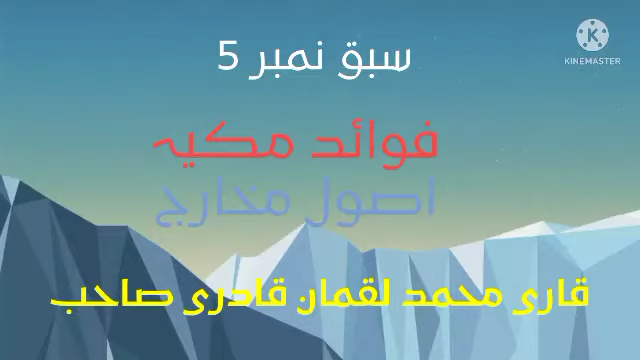 سبق نمبر 5
KINEMASTER
فوائد مکیہ
اصول مخارج
قاری محمد لقمان قادری صاحب